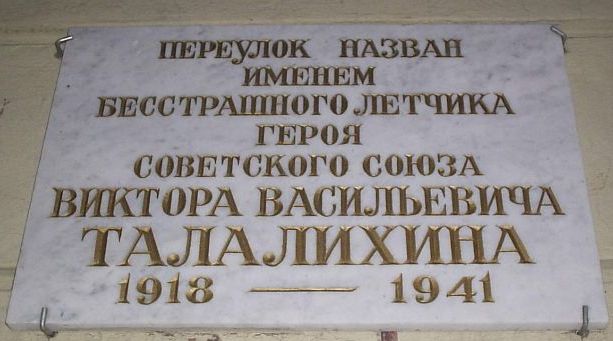 ПЕРЕУЛОК НАЗВАН
ИМЕНЕМ
БЕССТРАШНОГО ЛЕТЧИКА
ГЕРОЯ
СОВЕТСКОГО СОЮЗА
ВИКТОРА ВАСИЛЬЕВИЧА
ТАЛАЛИХИНА
1918 — 1941